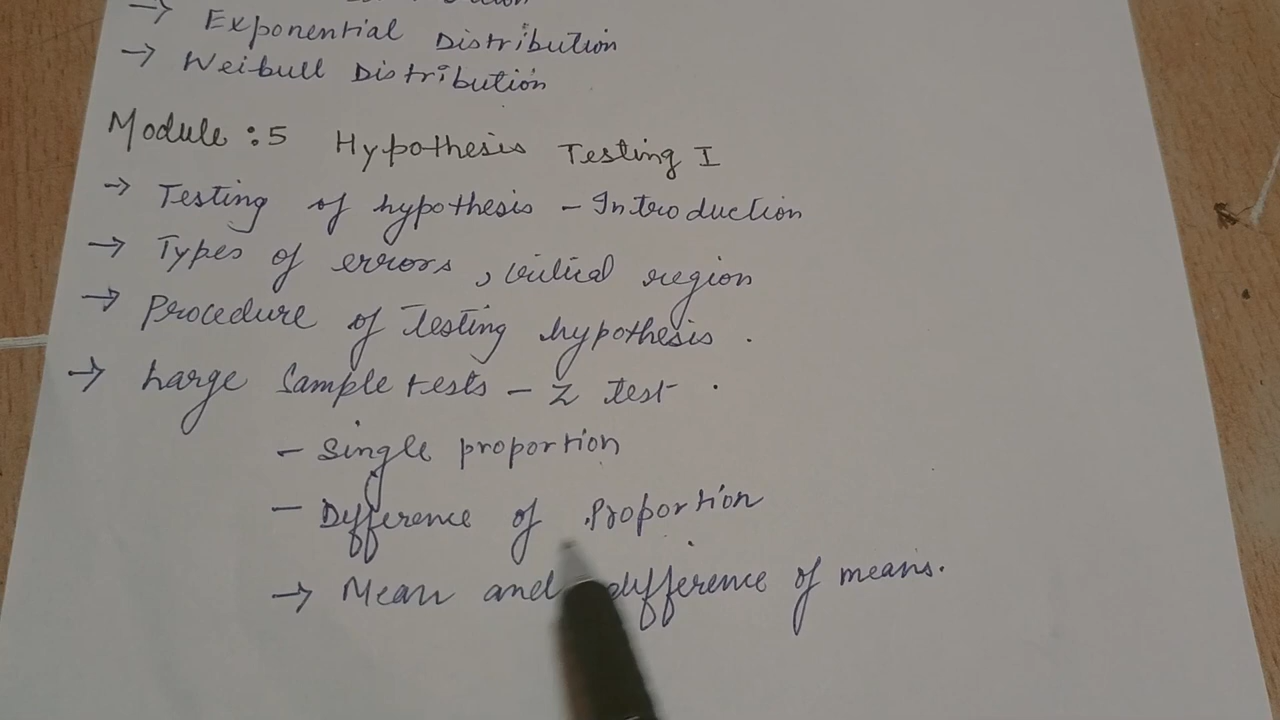 → Exponential Distribution
→ Weibull Distribution
Module :5 Hypothesis Testing I
→ Testing of hypothesis - Introduction
→ Types of errors, critical region
→ Procedure of Testing hypothesis.
→ Large Sample tests - Z test.
- Single proportion
- Difference of Proportion
→ Mean and difference of means.